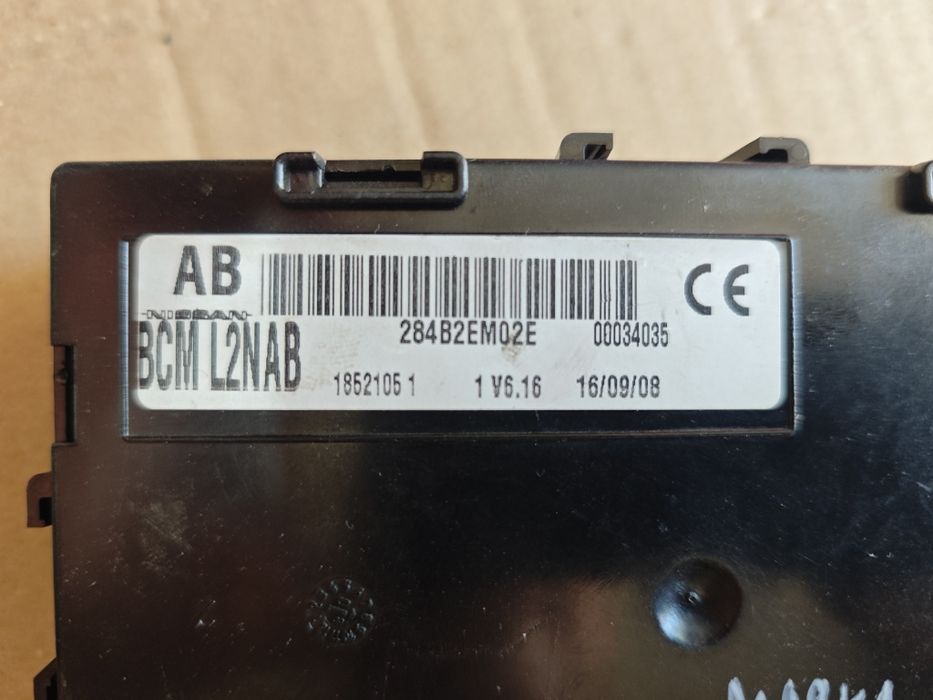 AB
NISSAN
BCM L2NAB
284B2EM02E 00034035
1852105 1 1 V6.16 16/09/08
CE